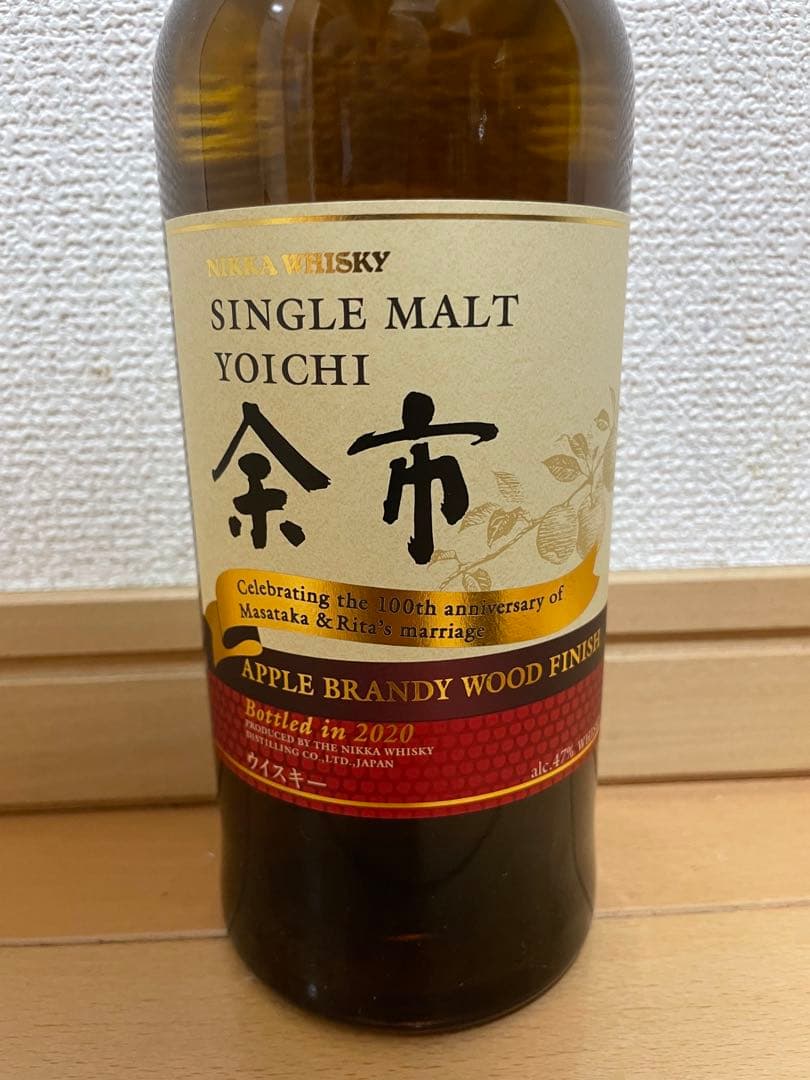 NIKKA WHISKY
SINGLE MALT
YOICHI
余市
Celebrating the 100th anniversary of
Masataka & Rita's marriage
APPLE BRANDY WOOD FINISH
Bottled in 2020
PRODUCED BY THE NIKKA WHISKY
DISTILLING CO.,LTD.,JAPAN
ウイスキー
alc.47%